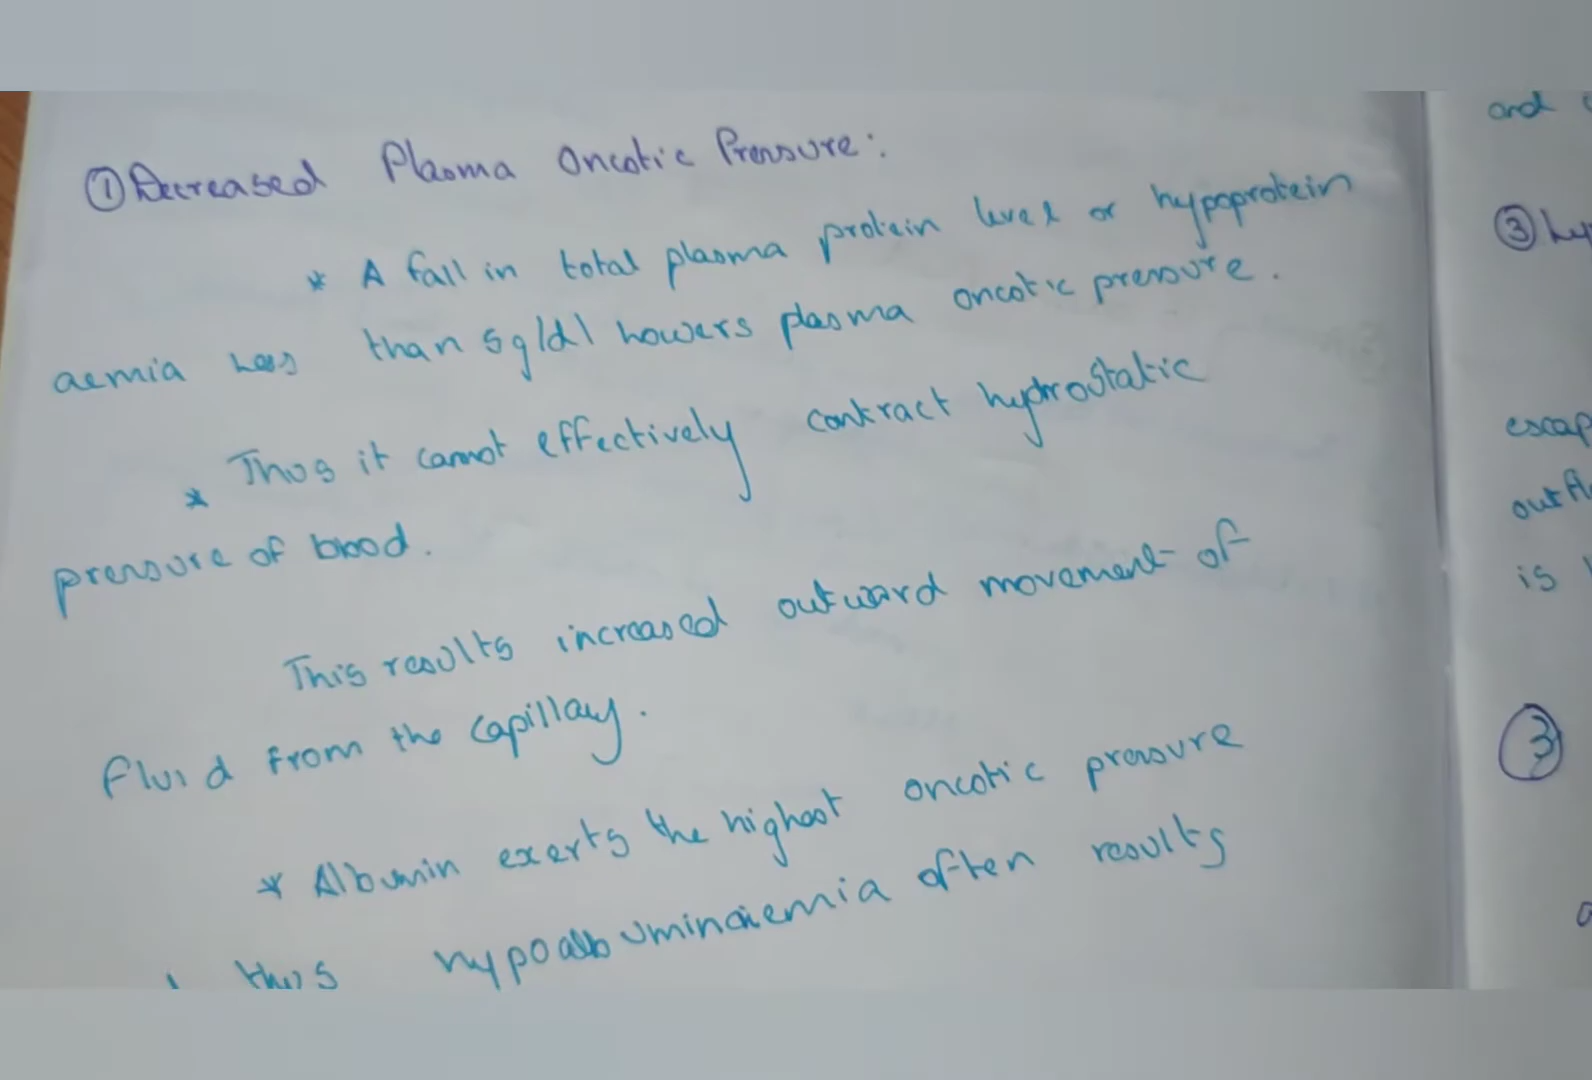 ① Decreased Plasma Oncotic Pressure:
* A fall in total plasma protein level or hypoprotein
aemia less than 5g/dl lowers plasma oncotic pressure.
* Thus it cannot effectively contract hydrostatic
pressure of blood.
This results increased outward movement of
fluid from the capillary.
* Albumin exerts the highest oncotic pressure
thus hypoalbuminaemia often results
and
③ hy
escap
outfl
is
③